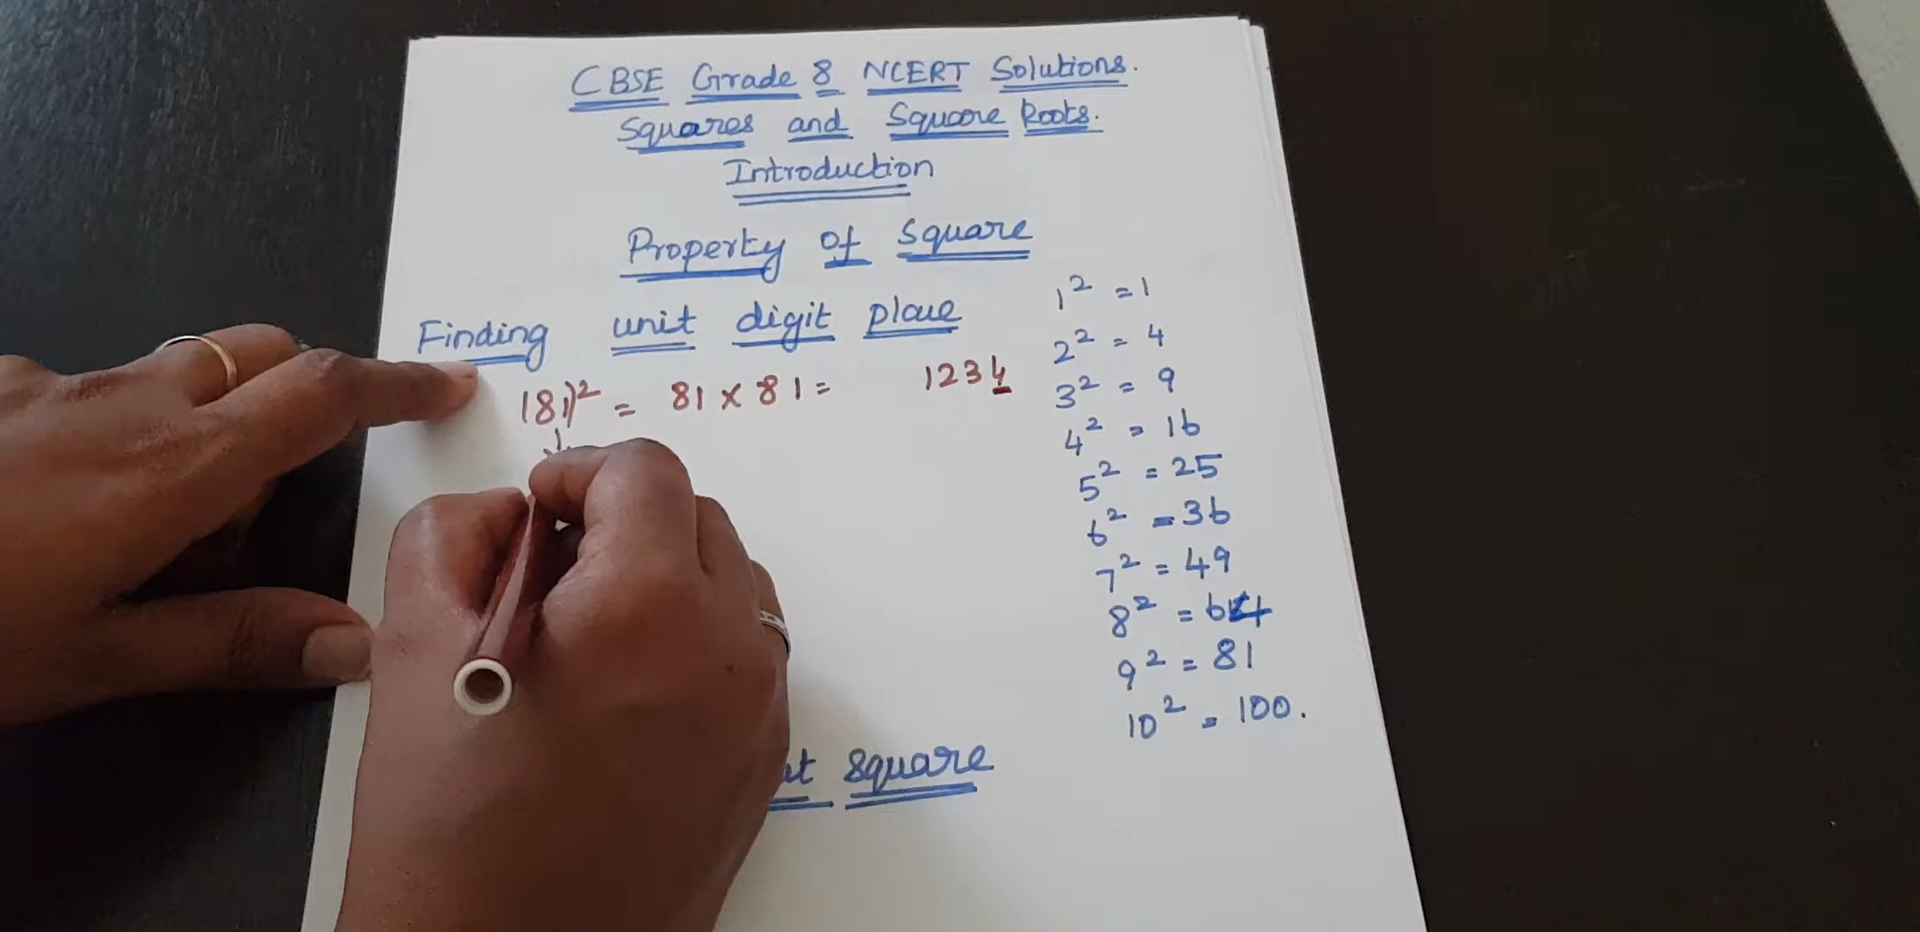 CBSE Grade 8 NCERT Solutions.
Squares and Square Roots.
Introduction
Property of square
Finding unit digit place
(81)² = 81 x 81 =
1234
1² = 1
2² = 4
3² = 9
4² = 16
5² = 25
6² = 36
7² = 49
8² = 64
9² = 81
10² = 100.
square